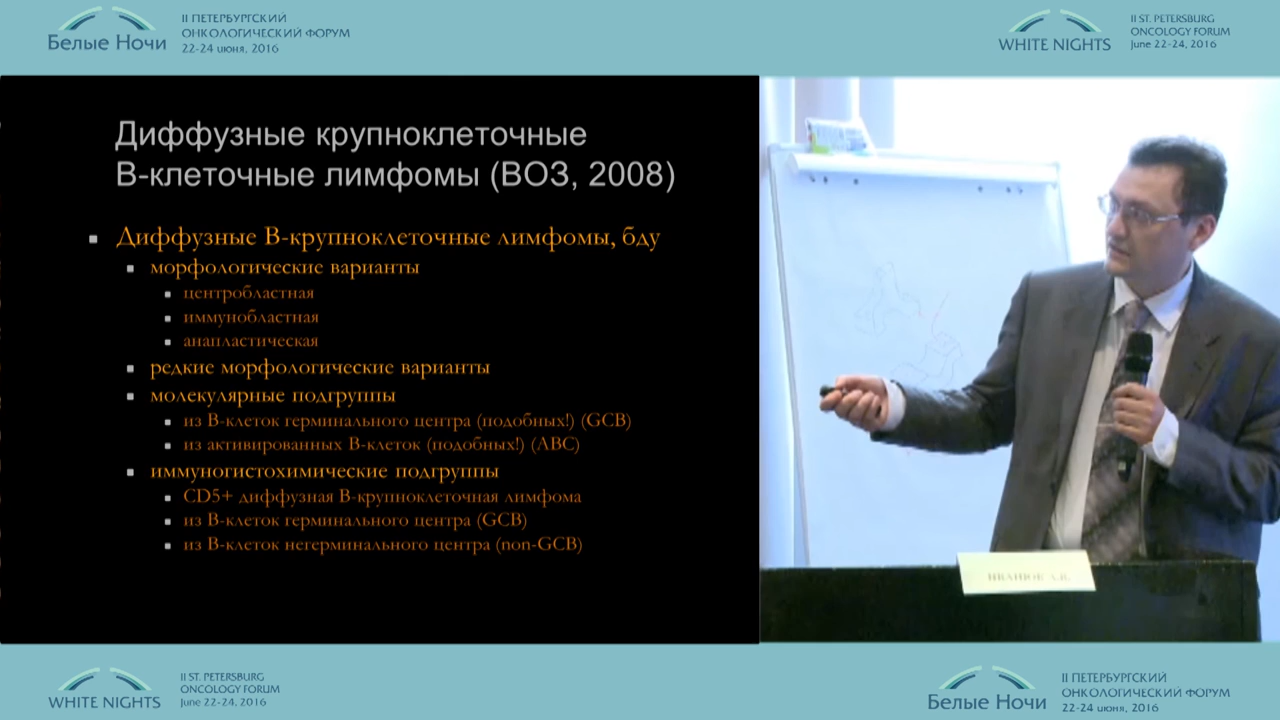 Белые Ночи
II ПЕТЕРБУРГСКИЙ
ОНКОЛОГИЧЕСКИЙ ФОРУМ
22-24 июня, 2016
WHITE NIGHTS
II ST. PETERSBURG
ONCOLOGY FORUM
June 22-24, 2016
Диффузные крупноклеточные
В-клеточные лимфомы (ВОЗ, 2008)
Диффузные В-крупноклеточные лимфомы, бду
морфологические варианты
центробластная
иммунобластная
анапластическая
редкие морфологические варианты
молекулярные подгруппы
из В-клеток герминального центра (подобных!) (GCB)
из активированных В-клеток (подобных!) (ABC)
иммуногистохимические подгруппы
CD5+ диффузная В-крупноклеточная лимфома
из В-клеток герминального центра (GCB)
из В-клеток негерминального центра (non-GCB)
WHITE NIGHTS
II ST. PETERSBURG
ONCOLOGY FORUM
June 22-24, 2016
Белые Ночи
II ПЕТЕРБУРГСКИЙ
ОНКОЛОГИЧЕСКИЙ ФОРУМ
22-24 июня, 2016